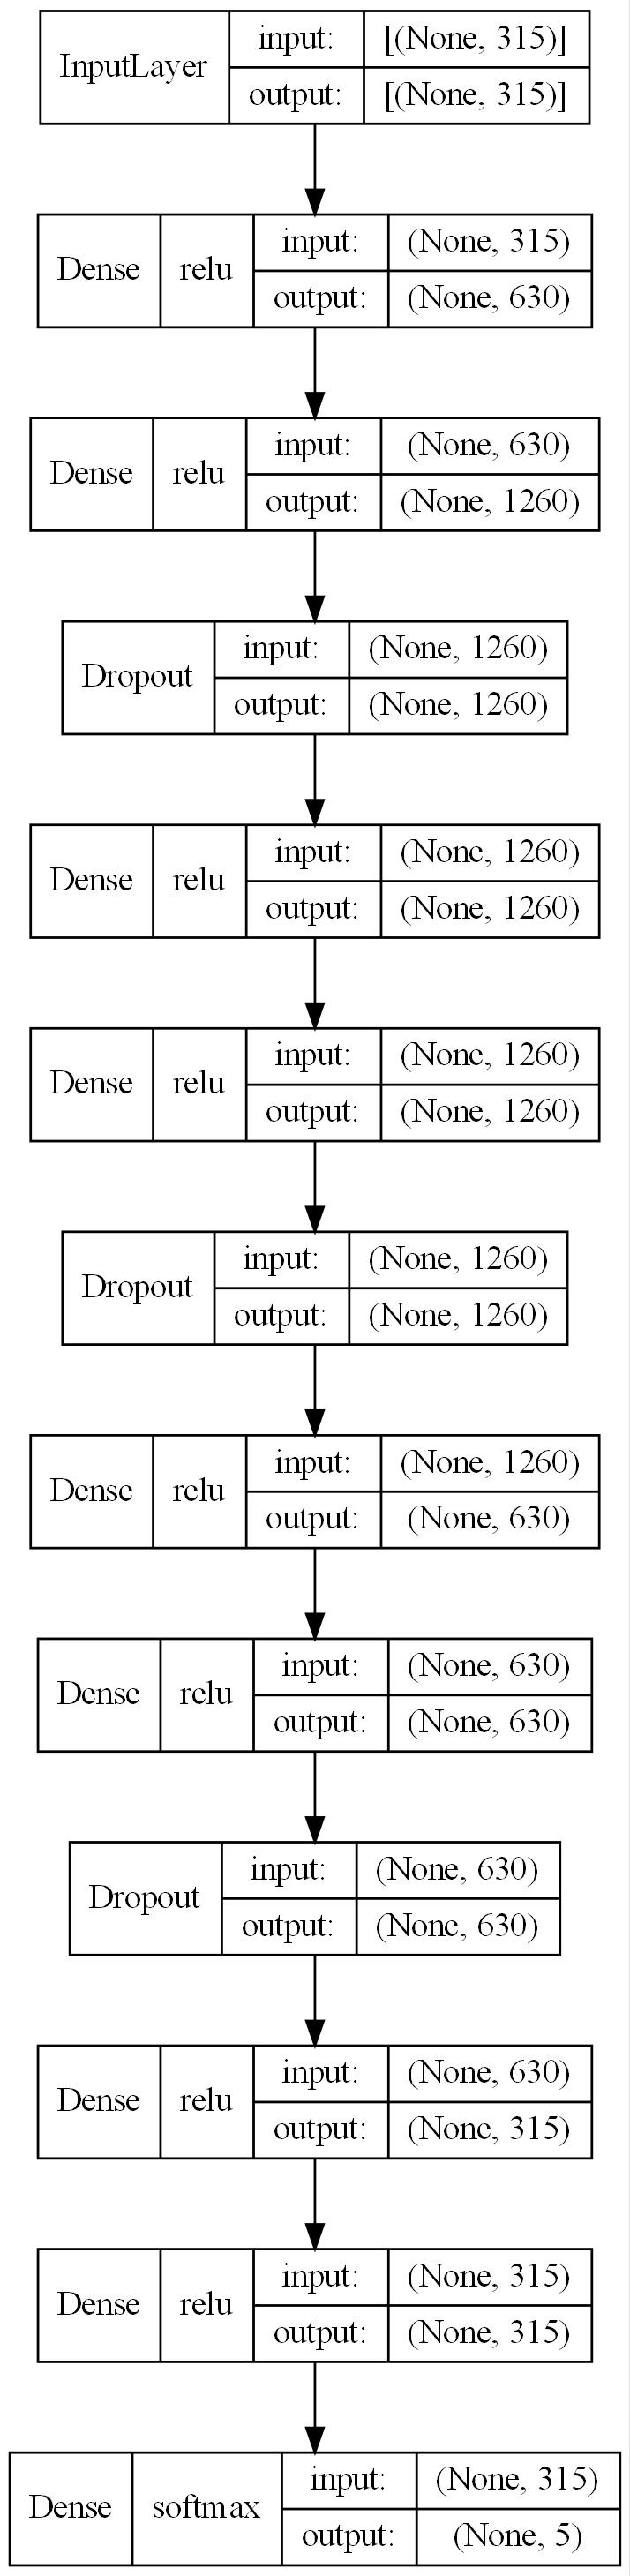 InputLayer input: [(None, 315)]
output: [(None, 315)]
Dense relu input: (None, 315)
output: (None, 630)
Dense relu input: (None, 630)
output: (None, 1260)
Dropout input: (None, 1260)
output: (None, 1260)
Dense relu input: (None, 1260)
output: (None, 1260)
Dense relu input: (None, 1260)
output: (None, 1260)
Dropout input: (None, 1260)
output: (None, 1260)
Dense relu input: (None, 1260)
output: (None, 630)
Dense relu input: (None, 630)
output: (None, 630)
Dropout input: (None, 630)
output: (None, 630)
Dense relu input: (None, 630)
output: (None, 315)
Dense relu input: (None, 315)
output: (None, 315)
Dense softmax input: (None, 315)
output: (None, 5)